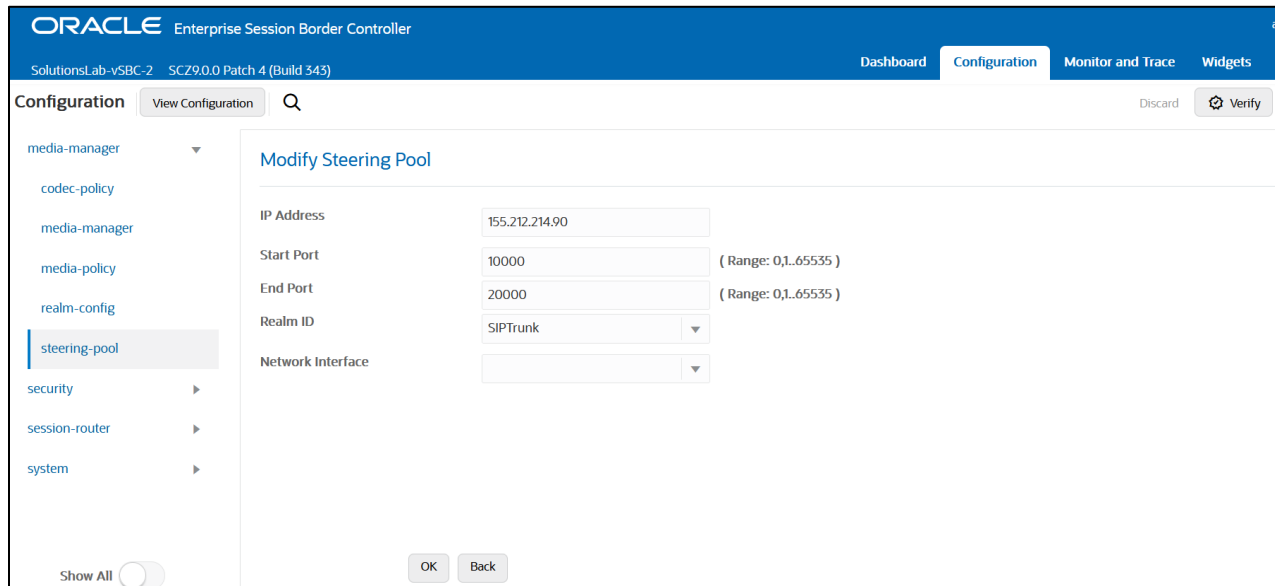 ORACLE Enterprise Session Border Controller
SolutionsLab-vSBC-2 SCZ9.0.0 Patch 4 (Build 343)
Dashboard Configuration Monitor and Trace Widgets
Configuration View Configuration Discard Verify
media-manager
codec-policy
media-manager
media-policy
realm-config
steering-pool
security
session-router
system
Show All
Modify Steering Pool
IP Address 155.212.214.90
Start Port 10000 ( Range: 0,1..65535 )
End Port 20000 ( Range: 0,1..65535 )
Realm ID SIPTrunk
Network Interface
OK Back